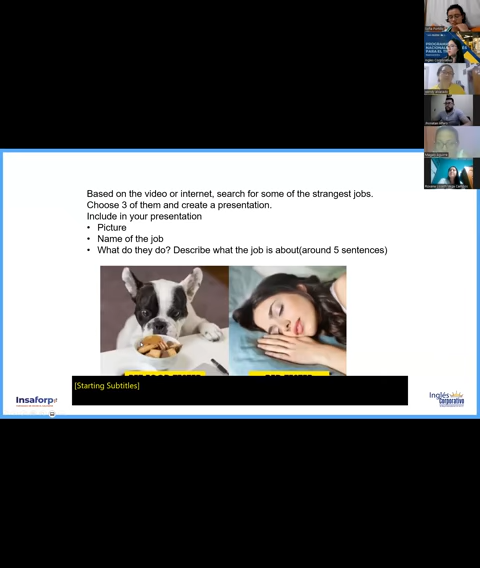 Based on the video or internet, search for some of the strangest jobs.
Choose 3 of them and create a presentation.
Include in your presentation
• Picture
• Name of the job
• What do they do? Describe what the job is about(around 5 sentences)
[Starting Subtitles]
Insaforp
Inglés
Corporativo
PROGRAMA
NACIONAL